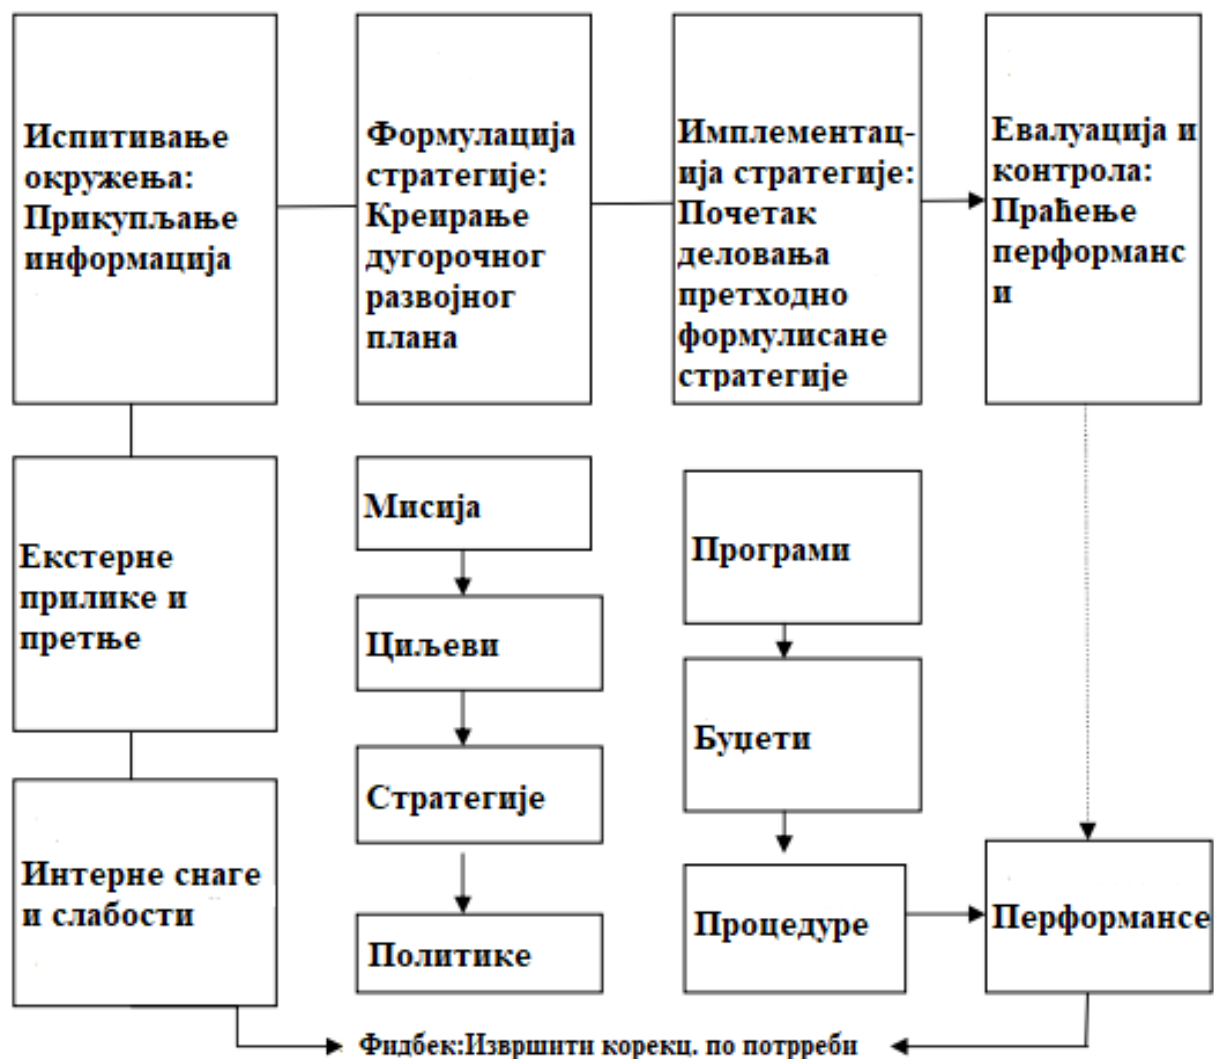 Испитивање
окружења:
Прикупљање
информација
Формулација
стратегије:
Креирање
дугорочног
развојног
плана
Имплементац-
ија стратегије:
Почетак
деловања
претходно
формулисане
стратегије
Евалуација и
контрола:
Праћење
перформанс
и
Екстерне
прилике и
претње
Интерне снаге
и слабости
Мисија
Циљеви
Стратегије
Политике
Програми
Буџети
Процедуре
Перформансе
Фидбек:Извршити корекц. по потрреби